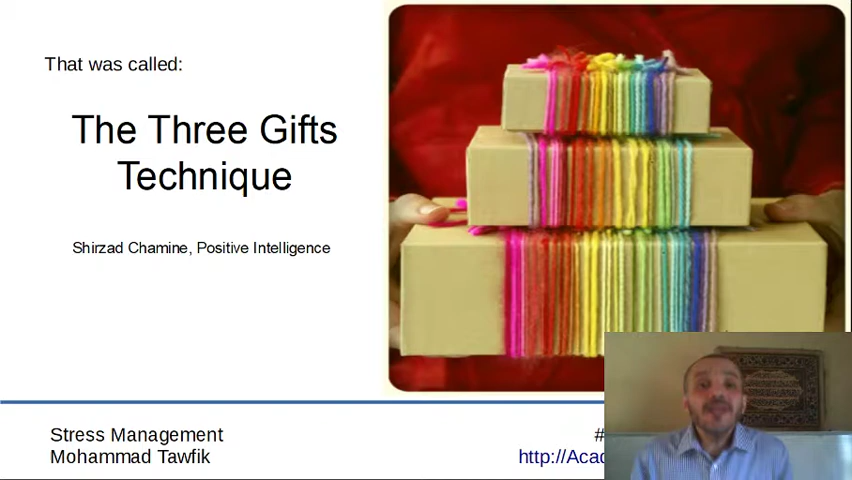 That was called:
The Three Gifts
Technique
Shirzad Chamine, Positive Intelligence
Stress Management
Mohammad Tawfik
#
http://Acad